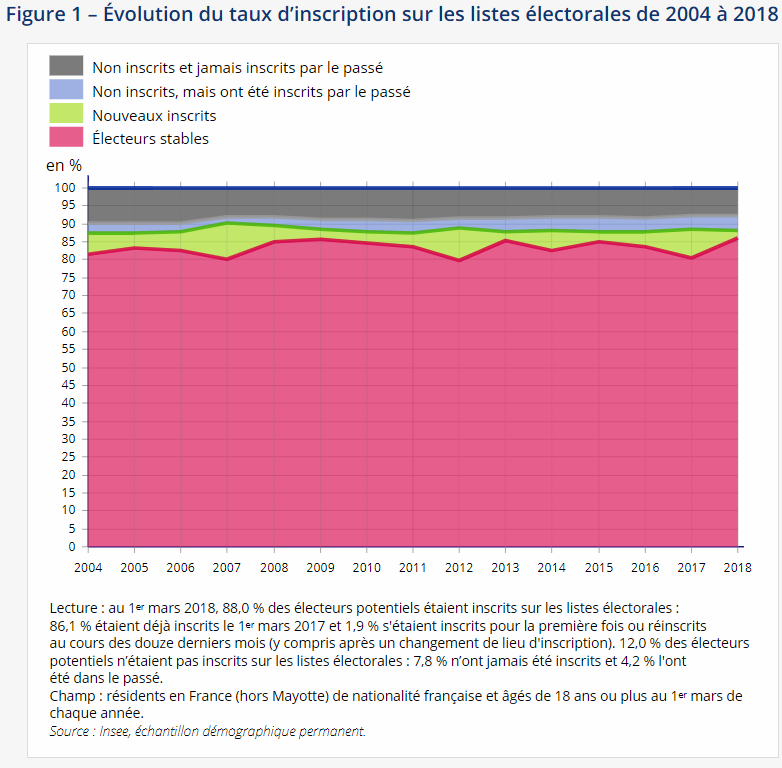 Figure 1 – Évolution du taux d’inscription sur les listes électorales de 2004 à 2018
Non inscrits et jamais inscrits par le passé
Non inscrits, mais ont été inscrits par le passé
Nouveaux inscrits
Électeurs stables
en %
100
95
90
85
80
75
70
65
60
55
50
45
40
35
30
25
20
15
10
5
0
2004 2005 2006 2007 2008 2009 2010 2011 2012 2013 2014 2015 2016 2017 2018
Lecture : au 1er mars 2018, 88,0 % des électeurs potentiels étaient inscrits sur les listes électorales :
86,1 % étaient déjà inscrits le 1er mars 2017 et 1,9 % s'étaient inscrits pour la première fois ou réinscrits
au cours des douze derniers mois (y compris après un changement de lieu d'inscription). 12,0 % des électeurs
potentiels n’étaient pas inscrits sur les listes électorales : 7,8 % n’ont jamais été inscrits et 4,2 % l'ont
été dans le passé.
Champ : résidents en France (hors Mayotte) de nationalité française et âgés de 18 ans ou plus au 1er mars de
chaque année.
Source : Insee, échantillon démographique permanent.